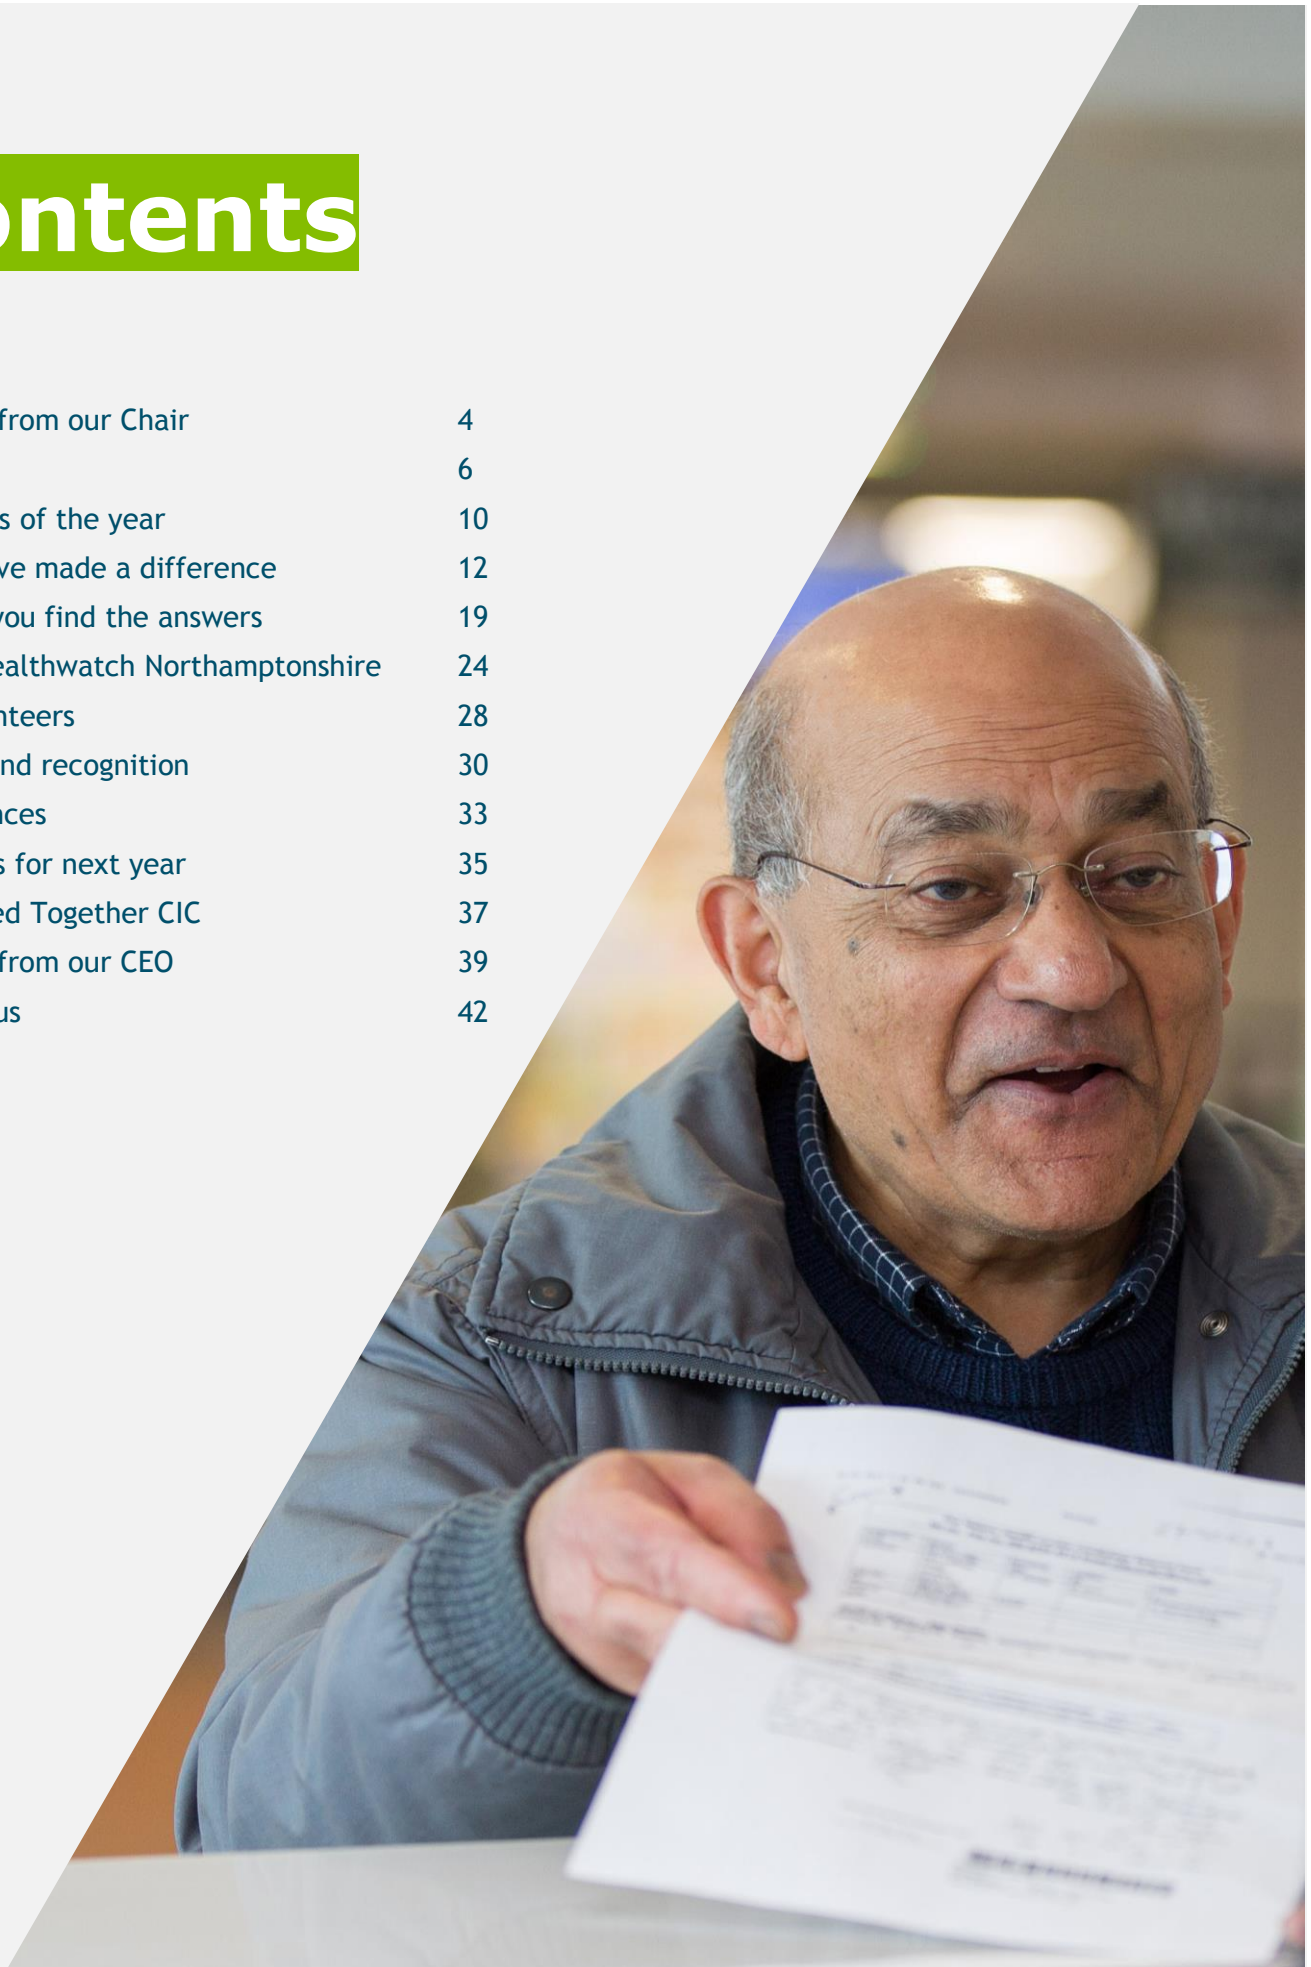 ontents
from our Chair 4
6
s of the year 10
ve made a difference 12
you find the answers 19
ealthwatch Northamptonshire 24
nteers 28
nd recognition 30
nces 33
s for next year 35
ed Together CIC 37
from our CEO 39
us 42